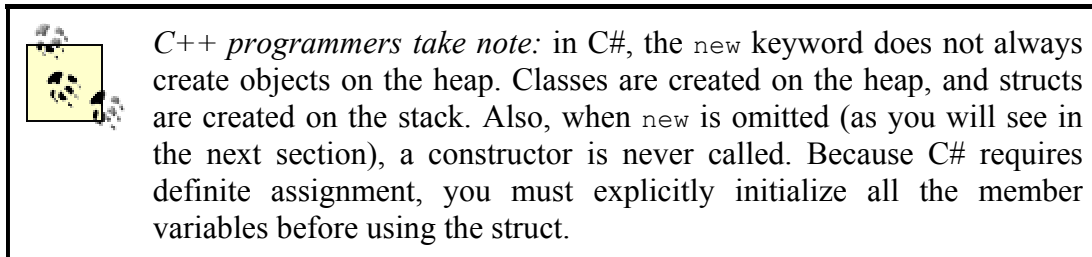 C++ programmers take note: in C#, the new keyword does not always
create objects on the heap. Classes are created on the heap, and structs
are created on the stack. Also, when new is omitted (as you will see in
the next section), a constructor is never called. Because C# requires
definite assignment, you must explicitly initialize all the member
variables before using the struct.